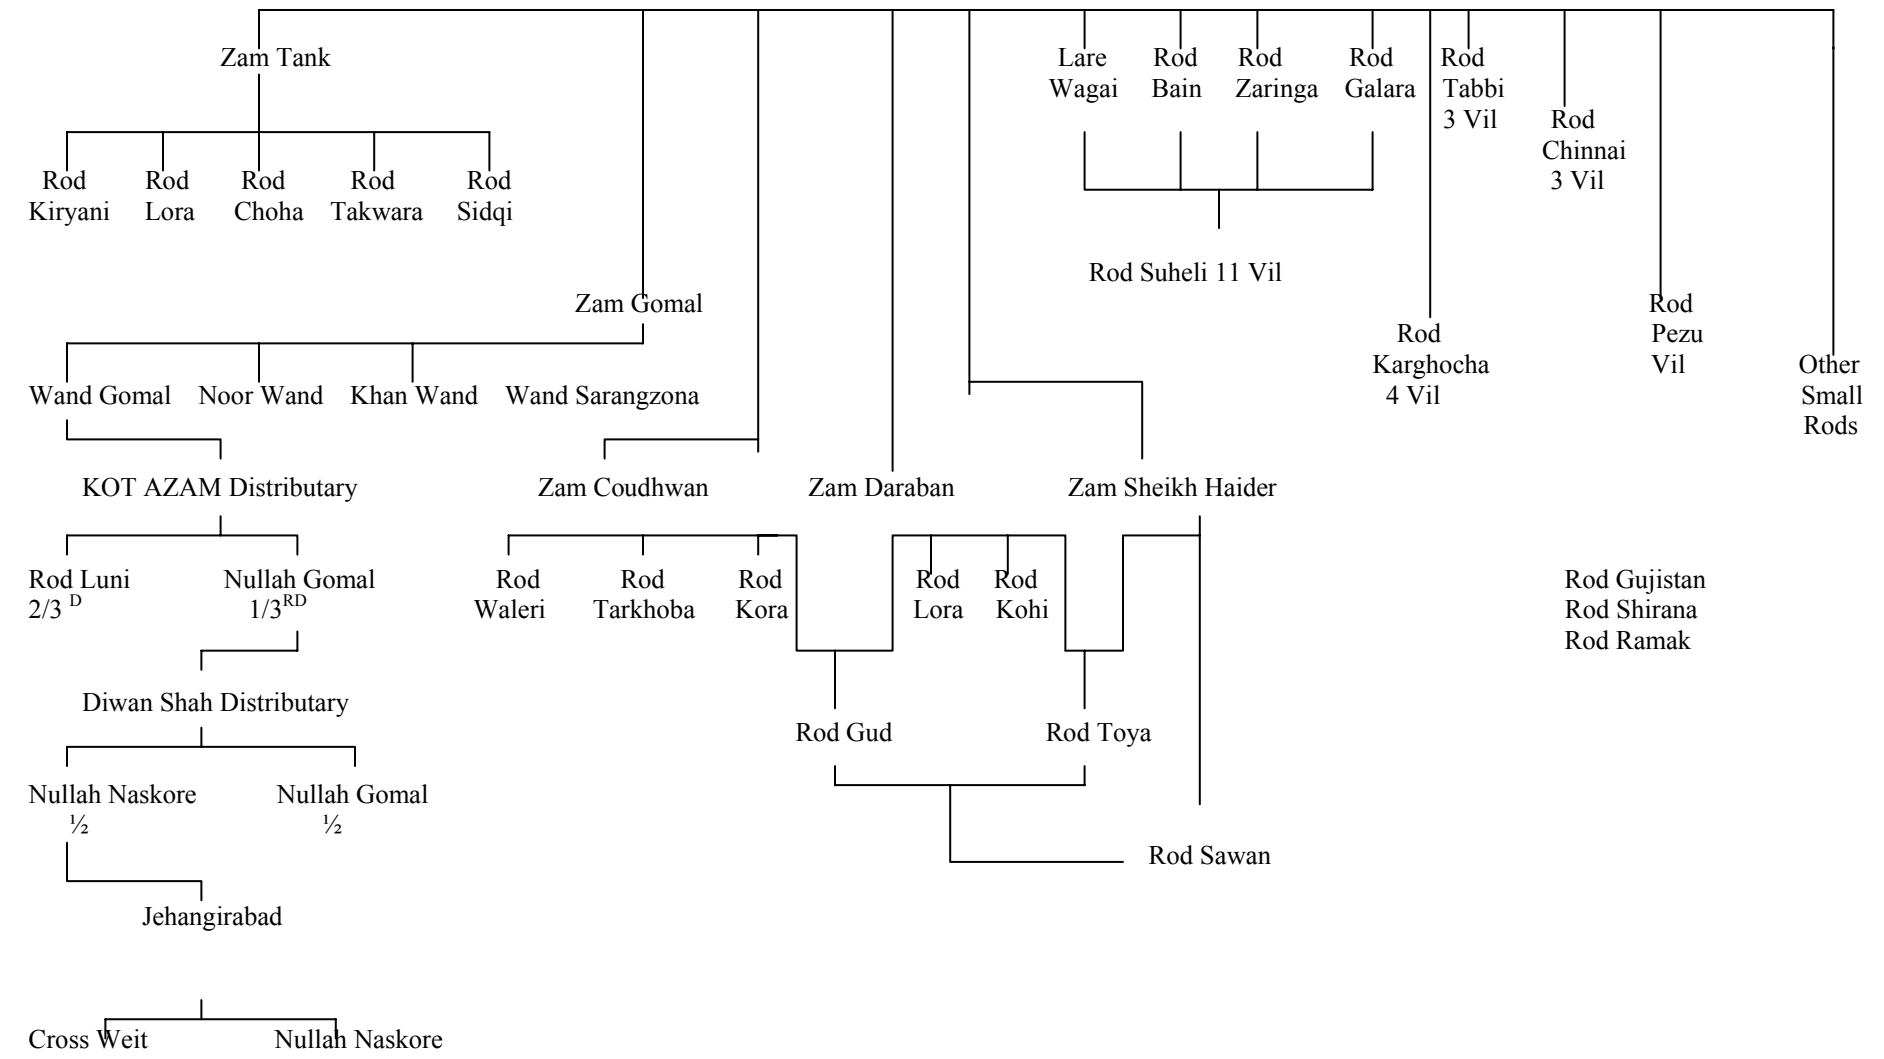 Zam Tank
Lare
Wagai
Rod
Bain
Rod
Zaringa
Rod
Galara
Rod
Tabbi
3 Vil
Rod
Chinnai
3 Vil
Rod
Kiryani
Rod
Lora
Rod
Choha
Rod
Takwara
Rod
Sidqi
Rod Suheli 11 Vil
Zam Gomal
Rod
Karghocha
4 Vil
Rod
Pezu
Vil
Other
Small
Rods
Wand Gomal
Noor Wand
Khan Wand
Wand Sarangzona
KOT AZAM Distributary
Zam Coudhwan
Zam Daraban
Zam Sheikh Haider
Rod Luni
2/3 D
Nullah Gomal
1/3RD
Rod
Waleri
Rod
Tarkhoba
Rod
Kora
Rod
Lora
Rod
Kohi
Rod Gujistan
Rod Shirana
Rod Ramak
Diwan Shah Distributary
Rod Gud
Rod Toya
Nullah Naskore
½
Nullah Gomal
½
Rod Sawan
Jehangirabad
Cross Weit
Nullah Naskore